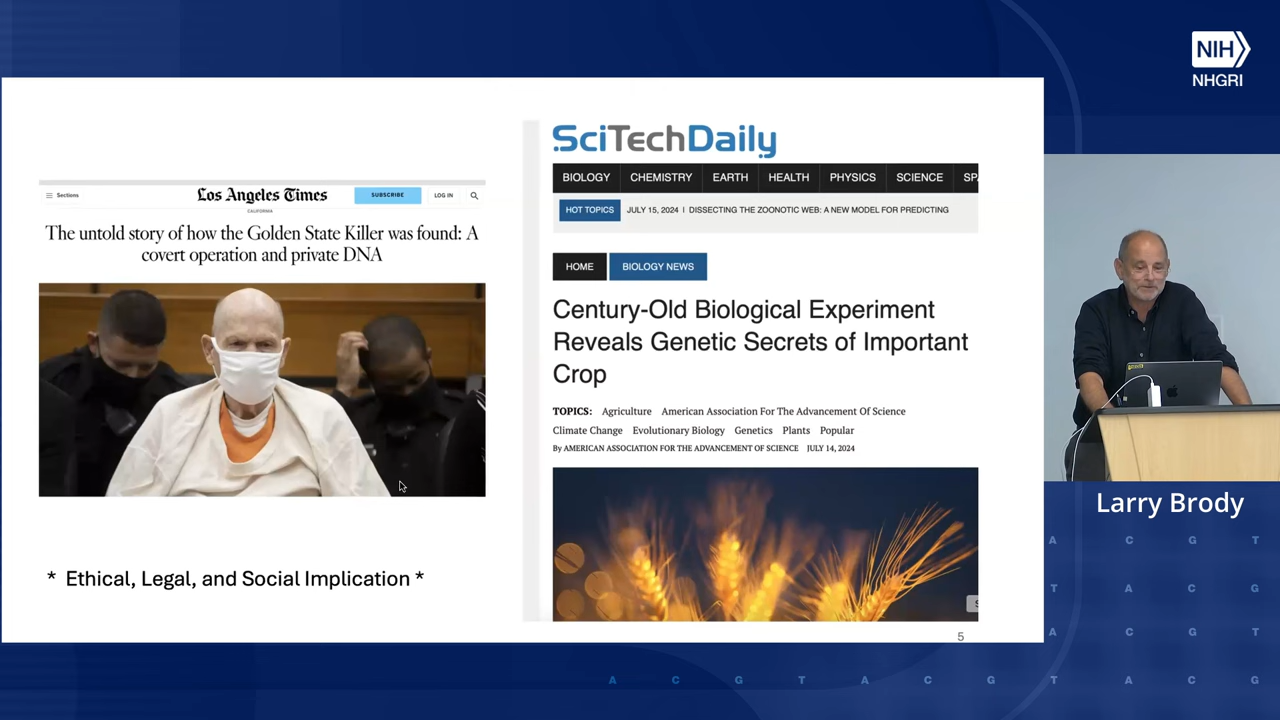 NIH
NHGRI
Sections
Los Angeles Times
SUBSCRIBE
LOG IN
CALIFORNIA
The untold story of how the Golden State Killer was found: A
covert operation and private DNA
* Ethical, Legal, and Social Implication *
SciTechDaily
BIOLOGY CHEMISTRY EARTH HEALTH PHYSICS SCIENCE SPA
HOT TOPICS JULY 15, 2024 | DISSECTING THE ZOONOTIC WEB: A NEW MODEL FOR PREDICTING
HOME BIOLOGY NEWS
Century-Old Biological Experiment
Reveals Genetic Secrets of Important
Crop
TOPICS: Agriculture American Association For The Advancement Of Science
Climate Change Evolutionary Biology Genetics Plants Popular
By AMERICAN ASSOCIATION FOR THE ADVANCEMENT OF SCIENCE JULY 14, 2024
S
5
Larry Brody
A C G T
T A C G
A C G T
A C G T A C G T A C G